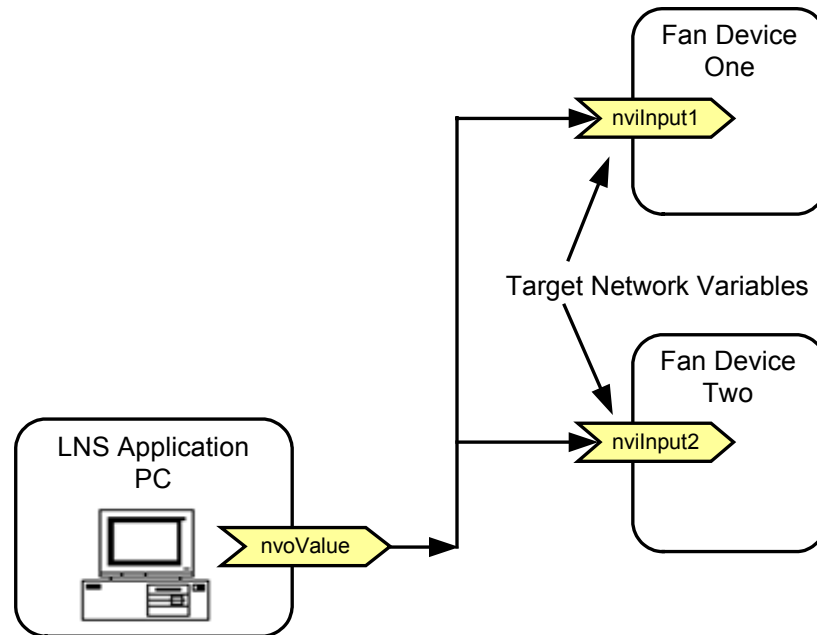 Fan Device
One
nviInput1
Target Network Variables
Fan Device
Two
nviInput2
LNS Application
PC
nvoValue